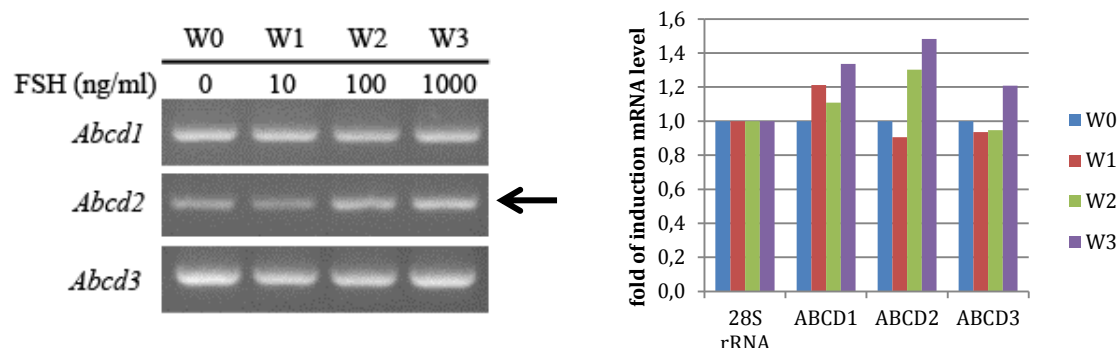 W0 W1 W2 W3
FSH (ng/ml) 0 10 100 1000
Abcd1
Abcd2
Abcd3
fold of induction mRNA level
1,6
1,4
1,2
1,0
0,8
0,6
0,4
0,2
0,0
28S rRNA
ABCD1
ABCD2
ABCD3
W0
W1
W2
W3